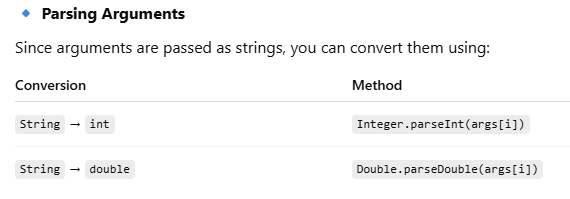 Parsing Arguments
Since arguments are passed as strings, you can convert them using:
Conversion Method
String → int Integer.parseInt(args[i])
String → double Double.parseDouble(args[i])